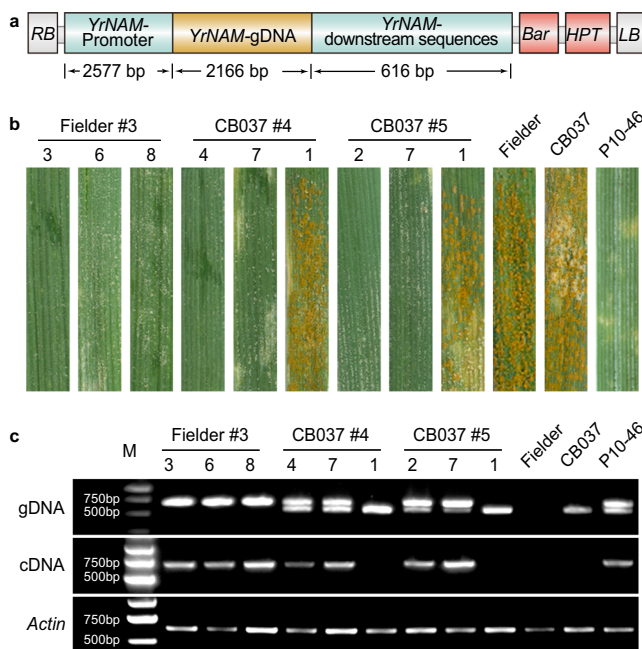 a
RB YrNAM-Promoter YrNAM-gDNA YrNAM-downstream sequences Bar HPT LB
2577 bp 2166 bp 616 bp
b
Fielder #3 CB037 #4 CB037 #5 Fielder CB037 P10-46
3 6 8 4 7 1 2 7 1
c
M Fielder #3 CB037 #4 CB037 #5 Fielder CB037 P10-46
3 6 8 4 7 1 2 7 1
gDNA
750bp
500bp
cDNA
750bp
500bp
Actin
750bp
500bp